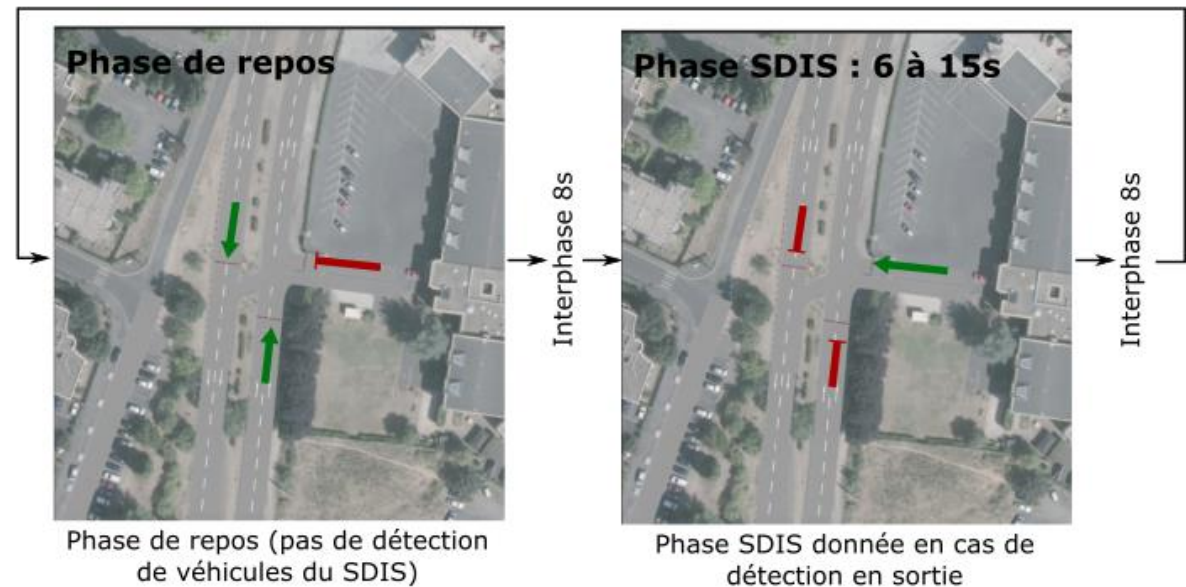 Phase de repos
Phase SDIS : 6 à 15s
Interphase 8s
Interphase 8s
Phase de repos (pas de détection
de véhicules du SDIS)
Phase SDIS donnée en cas de
détection en sortie